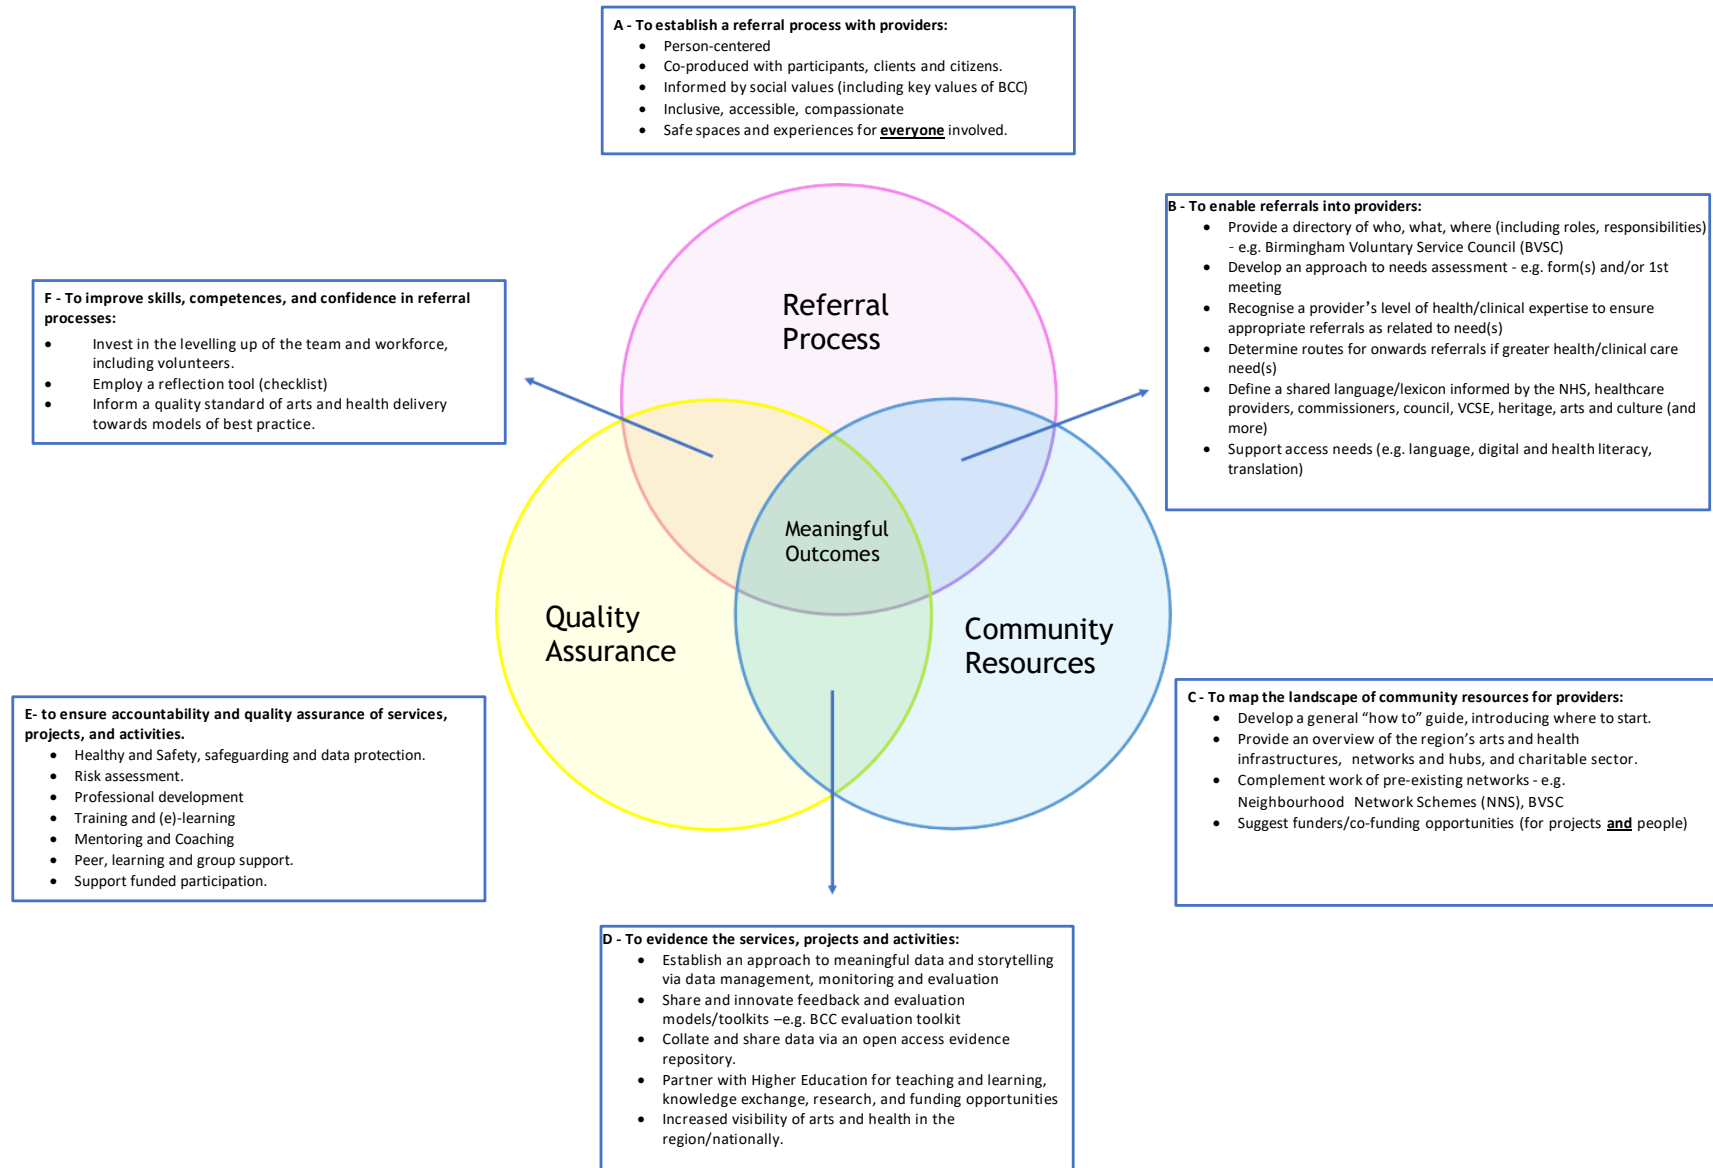 A - To establish a referral process with providers:
• Person-centered
• Co-produced with participants, clients and citizens.
• Informed by social values (including key values of BCC)
• Inclusive, accessible, compassionate
• Safe spaces and experiences for everyone involved.
B - To enable referrals into providers:
• Provide a directory of who, what, where (including roles, responsibilities)
- e.g. Birmingham Voluntary Service Council (BVSC)
• Develop an approach to needs assessment - e.g. form(s) and/or 1st
meeting
• Recognise a provider's level of health/clinical expertise to ensure
appropriate referrals as related to need(s)
• Determine routes for onwards referrals if greater health/clinical care
need(s)
• Define a shared language/lexicon informed by the NHS, healthcare
providers, commissioners, council, VCSE, heritage, arts and culture (and
more)
• Support access needs (e.g. language, digital and health literacy,
translation)
F - To improve skills, competences, and confidence in referral
processes:
• Invest in the levelling up of the team and workforce,
including volunteers.
• Employ a reflection tool (checklist)
• Inform a quality standard of arts and health delivery
towards models of best practice.
Referral
Process
Meaningful
Outcomes
Quality
Assurance
Community
Resources
E- to ensure accountability and quality assurance of services,
projects, and activities.
• Healthy and Safety, safeguarding and data protection.
• Risk assessment.
• Professional development
• Training and (e)-learning
• Mentoring and Coaching
• Peer, learning and group support.
• Support funded participation.
C - To map the landscape of community resources for providers:
• Develop a general “how to” guide, introducing where to start.
• Provide an overview of the region's arts and health
infrastructures, networks and hubs, and charitable sector.
• Complement work of pre-existing networks - e.g.
Neighbourhood Network Schemes (NNS), BVSC
• Suggest funders/co-funding opportunities (for projects and people)
D - To evidence the services, projects and activities:
• Establish an approach to meaningful data and storytelling
via data management, monitoring and evaluation
• Share and innovate feedback and evaluation
models/toolkits –e.g. BCC evaluation toolkit
• Collate and share data via an open access evidence
repository.
• Partner with Higher Education for teaching and learning,
knowledge exchange, research, and funding opportunities
• Increased visibility of arts and health in the
region/nationally.